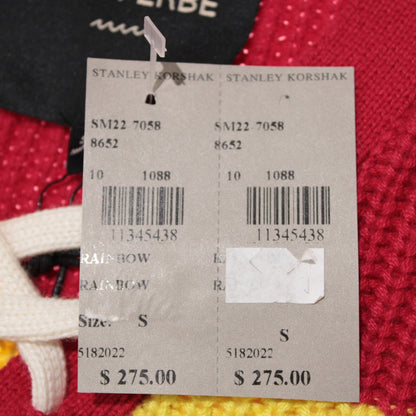 ERBE
STANLEY KORSHAK STANLEY KORSHAK
SM22-7058 SM22-7058
8652 8652
10 1088 10 1088
11345438 11345438
RAINBOW
RAINBOW
Size: S S
5182022 5182022
$ 275.00 $ 275.00